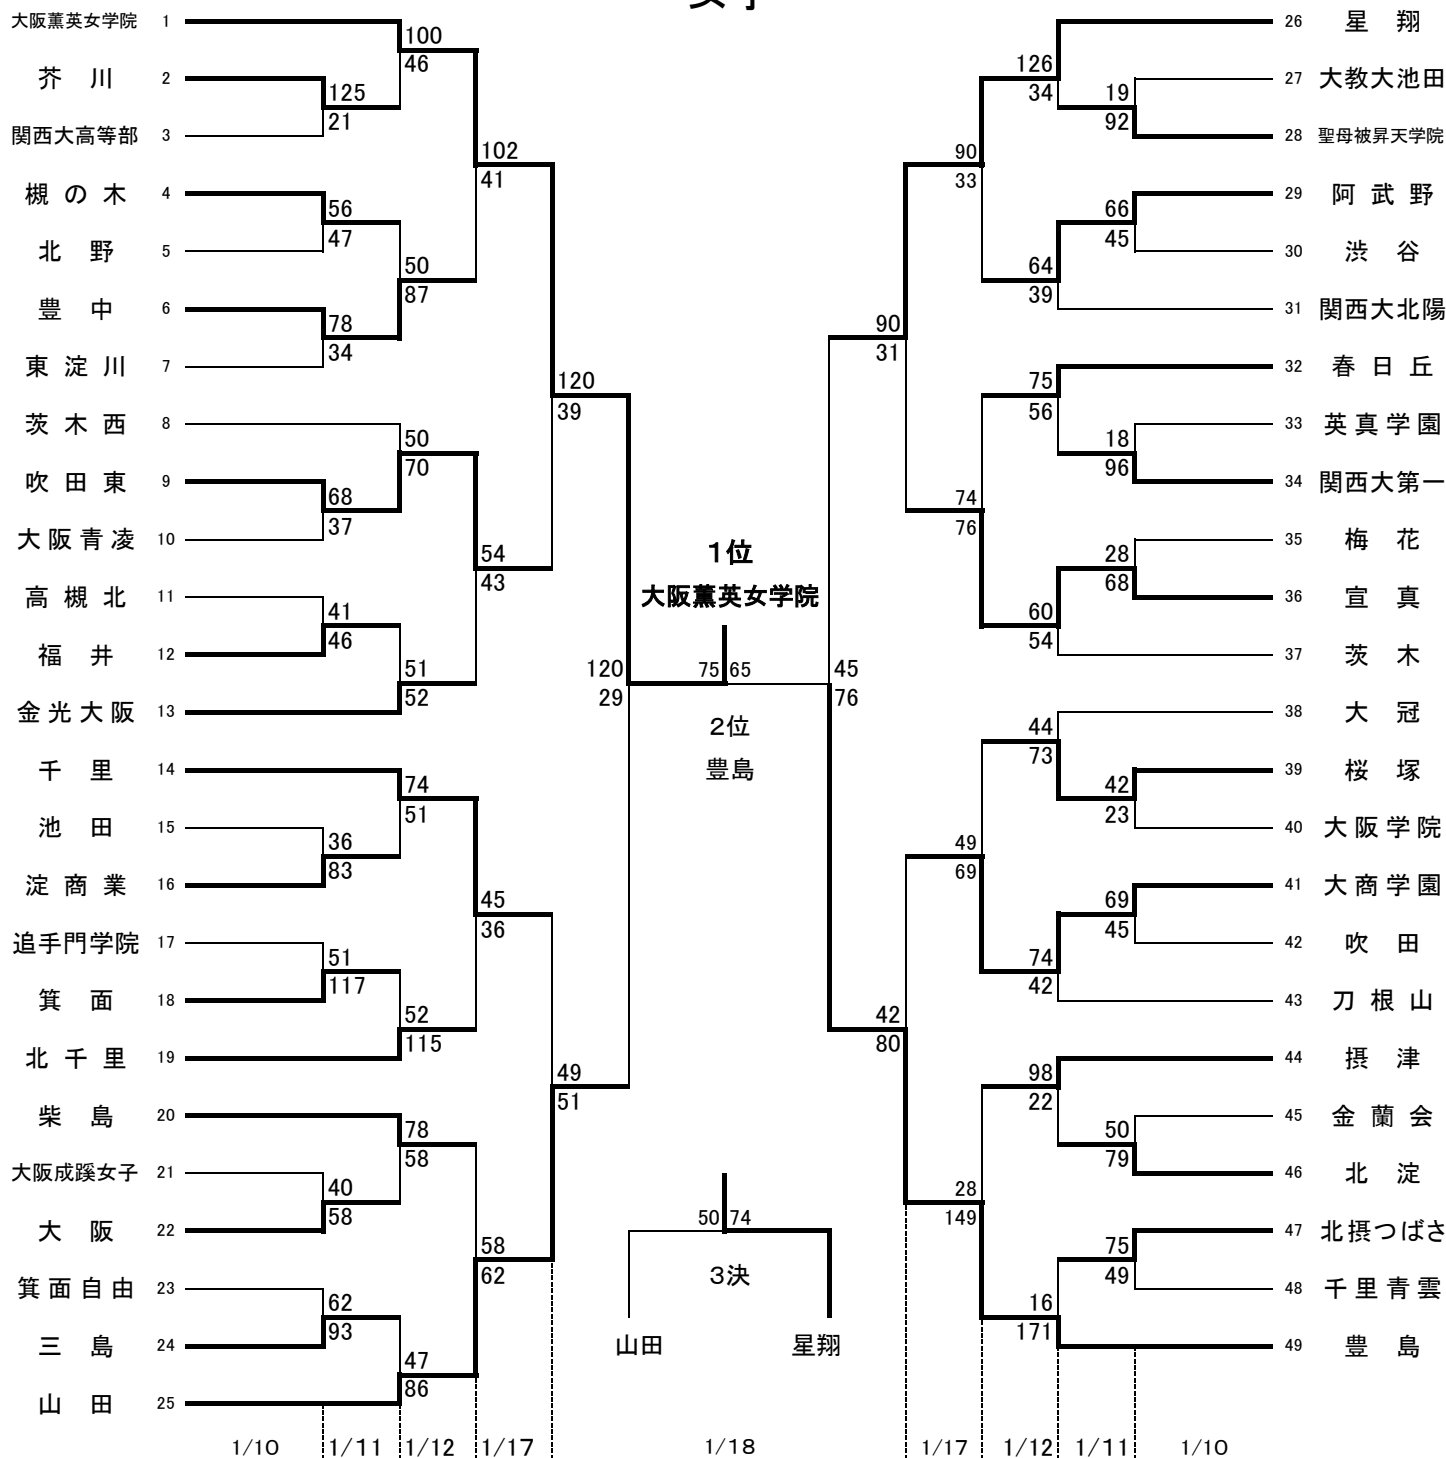 女子
大阪薫英女学院 1
芥川 2
関西大高等部 3
槻の木 4
北野 5
豊中 6
東淀川 7
茨木西 8
吹田東 9
大阪青凌 10
高槻北 11
福井 12
金光大阪 13
千里 14
池田 15
淀商業 16
追手門学院 17
箕面 18
北千里 19
柴島 20
大阪成蹊女子 21
大阪 22
箕面自由 23
三島 24
山田 25
125
21
56
47
78
34
68
37
41
46
36
83
51
117
40
58
62
93
100
46
50
87
50
70
51
52
74
51
52
115
78
58
47
86
102
41
54
43
45
36
58
62
120
39
49
51
120
29
1位
大阪薫英女学院
75 65
2位
豊島
50 74
3決
山田 星翔
45
76
90
31
42
80
90
33
74
76
49
69
28
149
126
34
64
39
75
56
60
54
44
73
74
42
98
22
16
171
19
92
66
45
18
96
28
68
42
23
69
45
50
79
75
49
26 星翔
27 大教大池田
28 聖母被昇天学院
29 阿武野
30 渋谷
31 関西大北陽
32 春日丘
33 英真学園
34 関西大第一
35 梅花
36 宣真
37 茨木
38 大冠
39 桜塚
40 大阪学院
41 大商学園
42 吹田
43 刀根山
44 摂津
45 金蘭会
46 北淀
47 北摂つばさ
48 千里青雲
49 豊島
1/10 1/11 1/12 1/17 1/18 1/17 1/12 1/11 1/10